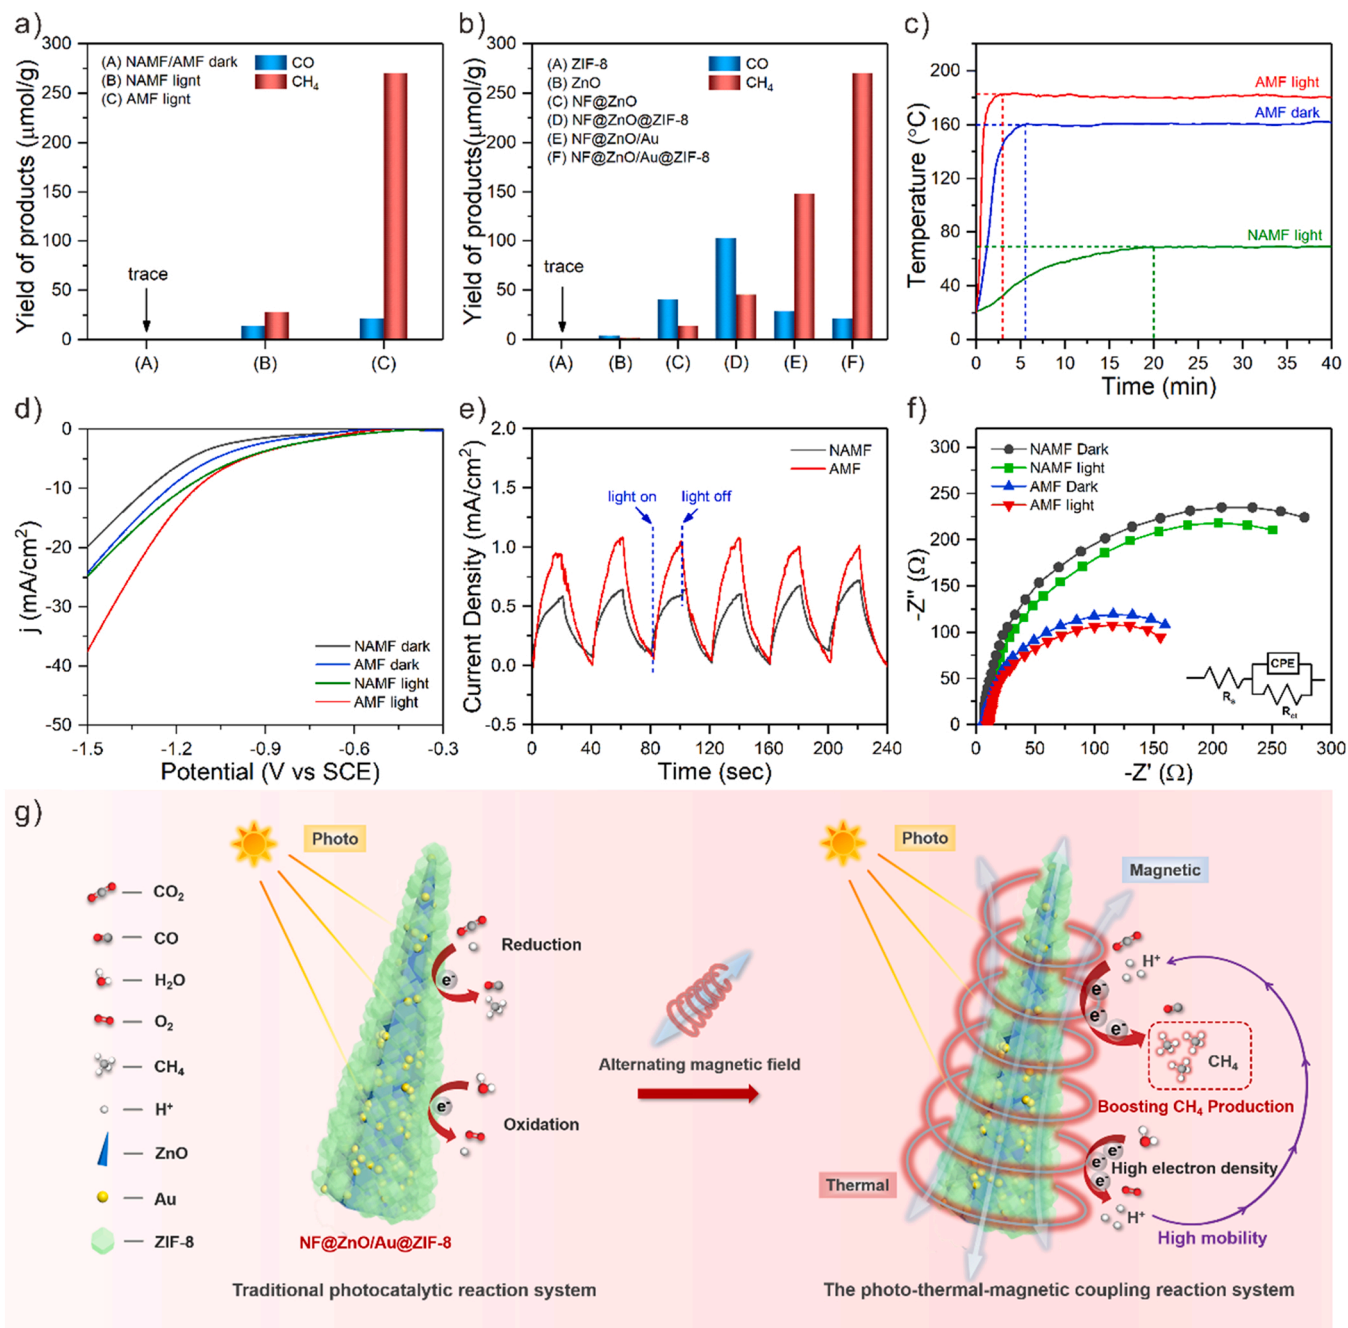 a)
300
250
200
150
100
50
0
Yield of products (μmol/g)
(A) NAMF/AMF dark
(B) NAMF lignt
(C) AMF lignt
CO
CH₄
trace
(A)
(B)
(C)
b)
300
250
200
150
100
50
0
Yield of products(μmol/g)
(A) ZIF-8
(B) ZnO
(C) NF@ZnO
(D) NF@ZnO@ZIF-8
(E) NF@ZnO/Au
(F) NF@ZnO/Au@ZIF-8
CO
CH₄
trace
(A)
(B)
(C)
(D)
(E)
(F)
c)
200
160
120
80
40
0
Temperature (°C)
AMF light
AMF dark
NAMF light
0
5
10
15
20
25
30
35
40
Time (min)
d)
0
-10
-20
-30
-40
-50
j (mA/cm²)
NAMF dark
AMF dark
NAMF light
AMF light
-1.5
-1.2
-0.9
-0.6
-0.3
Potential (V vs SCE)
e)
2.0
1.5
1.0
0.5
0.0
-0.5
Current Density (mA/cm²)
NAMF
AMF
light on
light off
0
40
80
120
160
200
240
Time (sec)
f)
300
250
200
150
100
50
0
-Z'' (Ω)
NAMF Dark
NAMF light
AMF Dark
AMF light
CPE
Rₛ
R_ct
0
50
100
150
200
250
300
-Z' (Ω)
g)
CO₂
CO
H₂O
O₂
CH₄
H⁺
ZnO
Au
ZIF-8
Photo
Reduction
e⁻
e⁻
Oxidation
NF@ZnO/Au@ZIF-8
Traditional photocatalytic reaction system
Alternating magnetic field
Photo
Magnetic
H⁺
e⁻
e⁻
e⁻
CH₄
Boosting CH₄ Production
e⁻
e⁻
e⁻
High electron density
Thermal
H⁺
High mobility
The photo-thermal-magnetic coupling reaction system